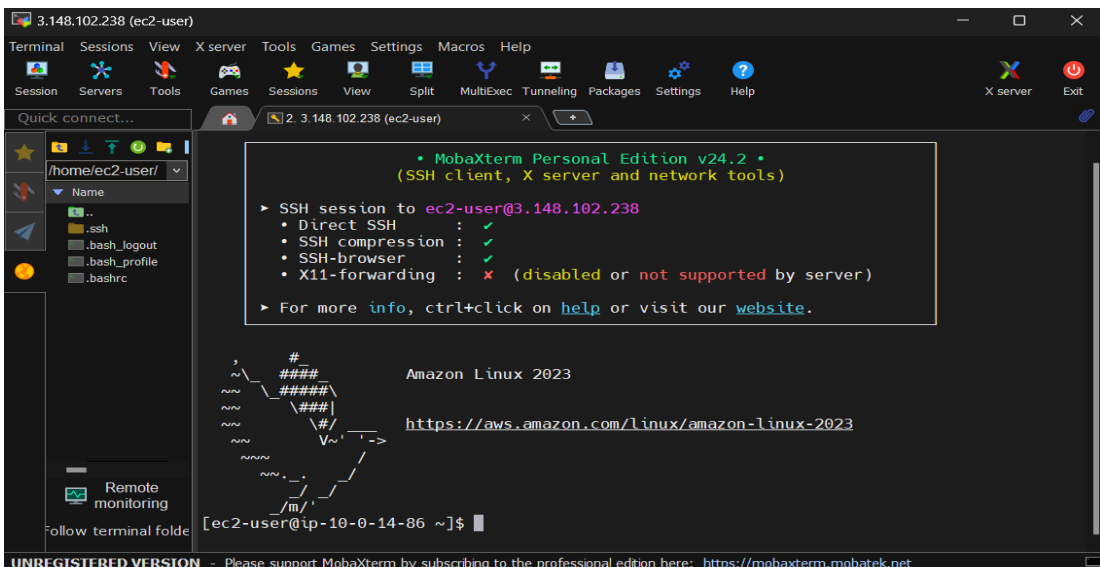 3.148.102.238 (ec2-user)
Terminal Sessions View X server Tools Games Settings Macros Help
Session Servers Tools Games Sessions View Split MultiExec Tunneling Packages Settings Help X server Exit
Quick connect...
2. 3.148.102.238 (ec2-user)
/home/ec2-user/
Name
..
.ssh
.bash_logout
.bash_profile
.bashrc
Remote
monitoring
Follow terminal folde
• MobaXterm Personal Edition v24.2 •
(SSH client, X server and network tools)
➤ SSH session to ec2-user@3.148.102.238
• Direct SSH : ✔
• SSH compression : ✔
• SSH-browser : ✔
• X11-forwarding : ✘ (disabled or not supported by server)
➤ For more info, ctrl+click on help or visit our website.
, #_
~\_ ####_ Amazon Linux 2023
~~ \_#####\
~~ \###|
~~ \#/ ___ https://aws.amazon.com/linux/amazon-linux-2023
~~ V~' '->
~~~ /
~~._. _/
_/ _/
_/m/'
[ec2-user@ip-10-0-14-86 ~]$
UNREGISTERED VERSION - Please support MobaXterm by subscribing to the professional edition here: https://mobaxterm.mobatek.net